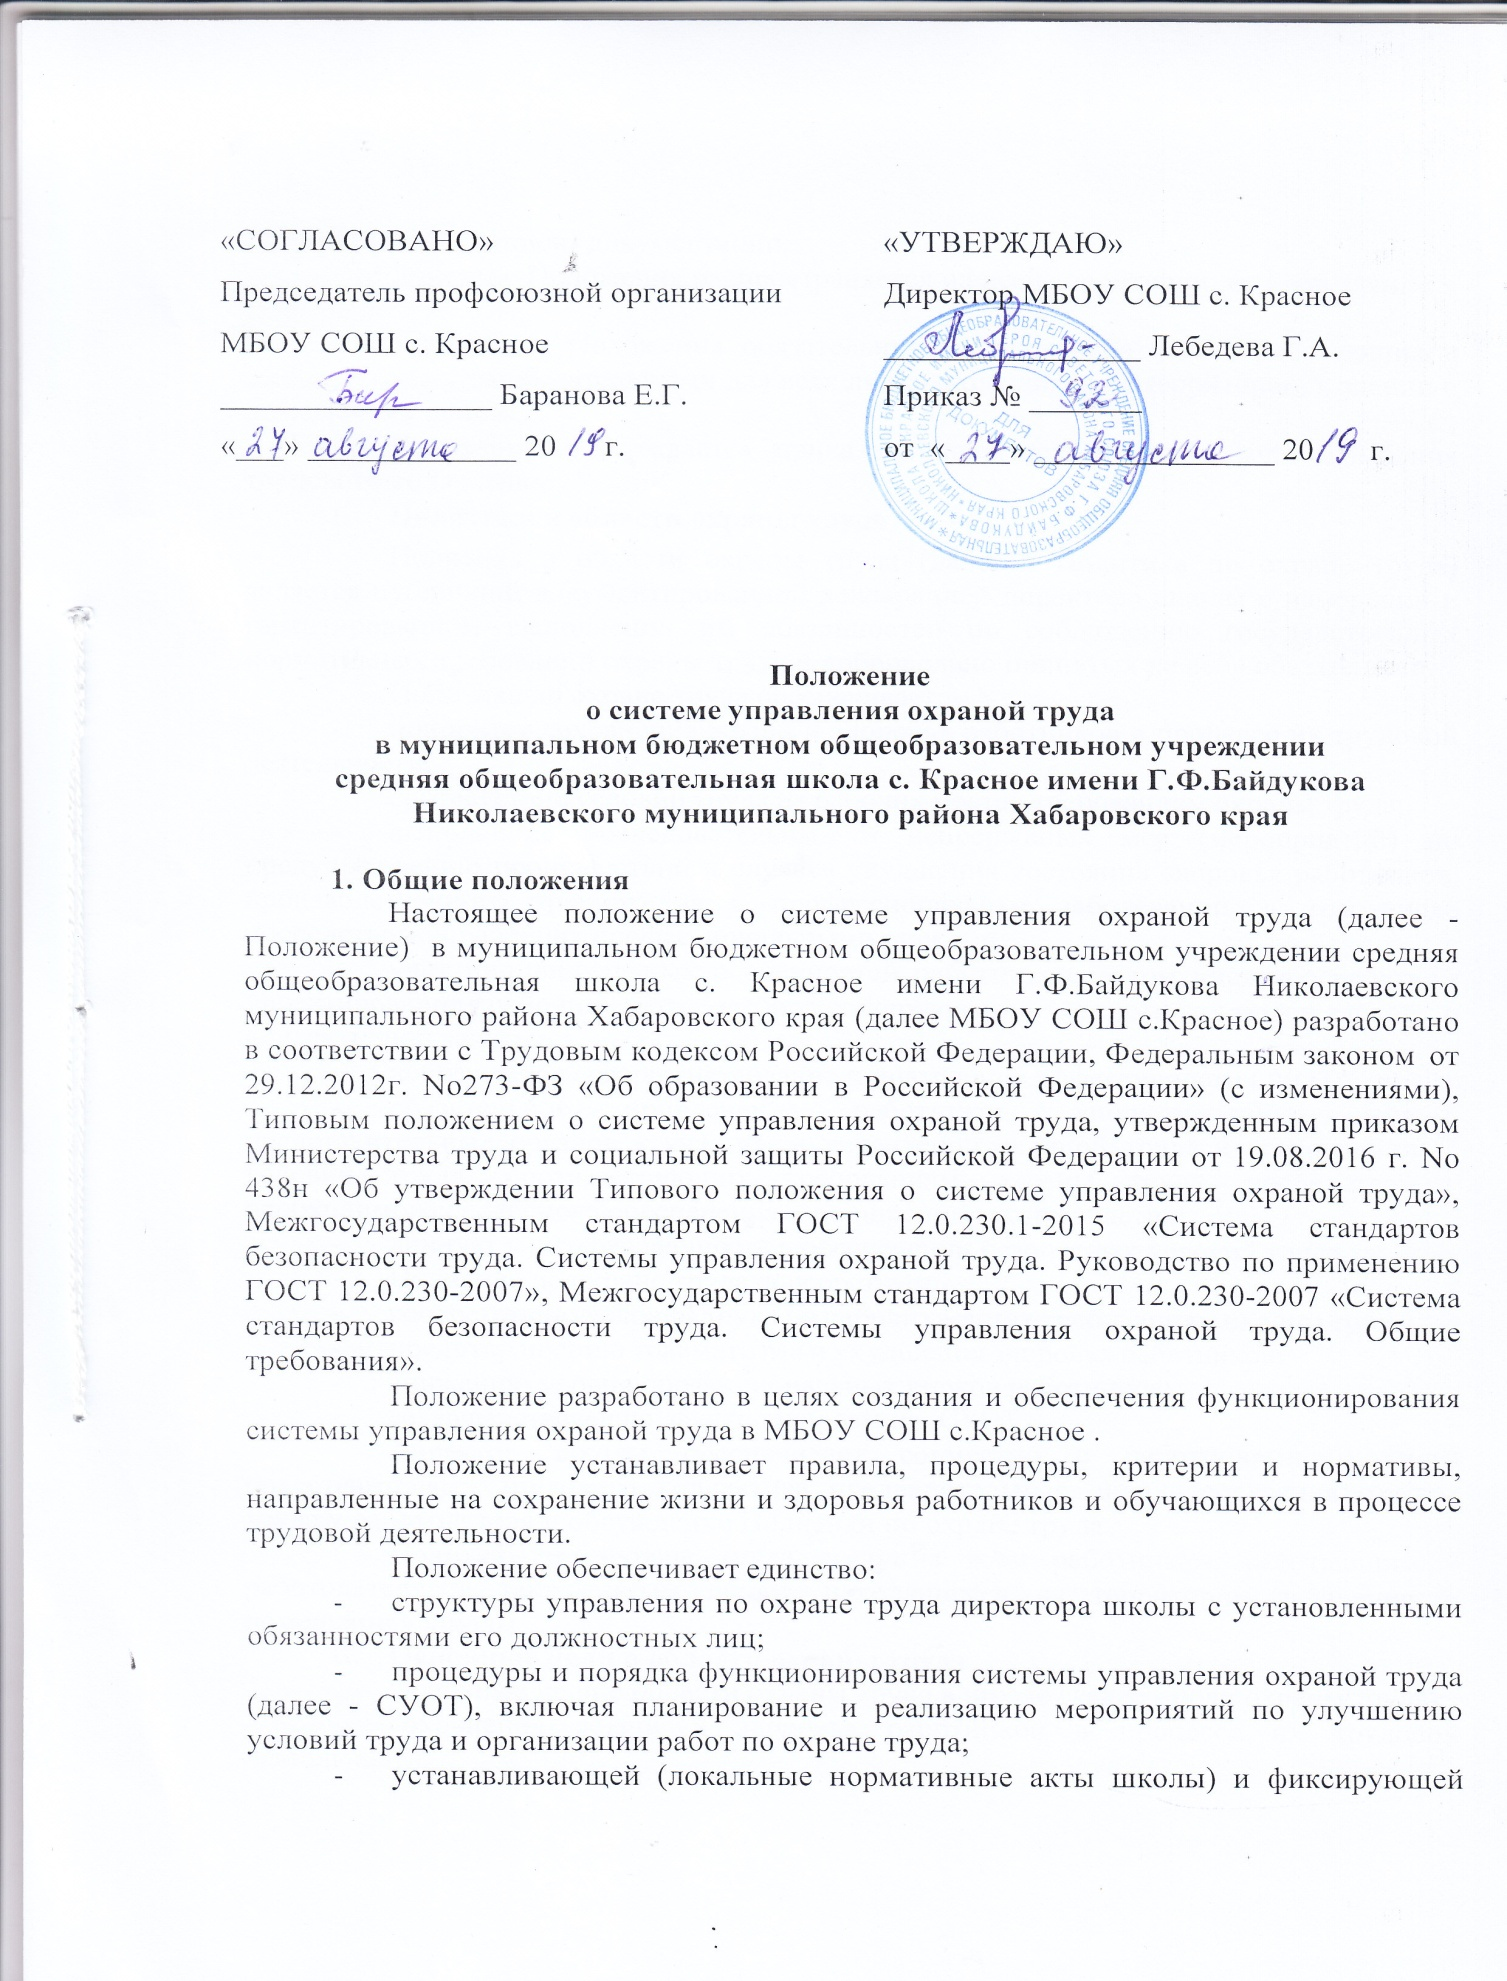 «СОГЛАСОВАНО»
Председатель профсоюзной организации
МБОУ СОШ с. Красное
Баранова Е.Г.
«27» августа 20 19 г.
«УТВЕРЖДАЮ»
Директор МБОУ СОШ с. Красное
Лебедева Г.А.
Приказ № 92
от «27» августа 2019 г.
ДЛЯ
ДОКУМЕНТОВ
Положение
о системе управления охраной труда
в муниципальном бюджетном общеобразовательном учреждении
средняя общеобразовательная школа с. Красное имени Г.Ф.Байдукова
Николаевского муниципального района Хабаровского края
1. Общие положения
Настоящее положение о системе управления охраной труда (далее -
Положение) в муниципальном бюджетном общеобразовательном учреждении средняя
общеобразовательная школа с. Красное имени Г.Ф.Байдукова Николаевского
муниципального района Хабаровского края (далее МБОУ СОШ с.Красное) разработано
в соответствии с Трудовым кодексом Российской Федерации, Федеральным законом от
29.12.2012г. No273-ФЗ «Об образовании в Российской Федерации» (с изменениями),
Типовым положением о системе управления охраной труда, утвержденным приказом
Министерства труда и социальной защиты Российской Федерации от 19.08.2016 г. No
438н «Об утверждении Типового положения о системе управления охраной труда»,
Межгосударственным стандартом ГОСТ 12.0.230.1-2015 «Система стандартов
безопасности труда. Системы управления охраной труда. Руководство по применению
ГОСТ 12.0.230-2007», Межгосударственным стандартом ГОСТ 12.0.230-2007 «Система
стандартов безопасности труда. Системы управления охраной труда. Общие
требования».
Положение разработано в целях создания и обеспечения функционирования
системы управления охраной труда в МБОУ СОШ с.Красное .
Положение устанавливает правила, процедуры, критерии и нормативы,
направленные на сохранение жизни и здоровья работников и обучающихся в процессе
трудовой деятельности.
Положение обеспечивает единство:
- структуры управления по охране труда директора школы с установленными
обязанностями его должностных лиц;
- процедуры и порядка функционирования системы управления охраной труда
(далее - СУОТ), включая планирование и реализацию мероприятий по улучшению
условий труда и организации работ по охране труда;
- устанавливающей (локальные нормативные акты школы) и фиксирующей